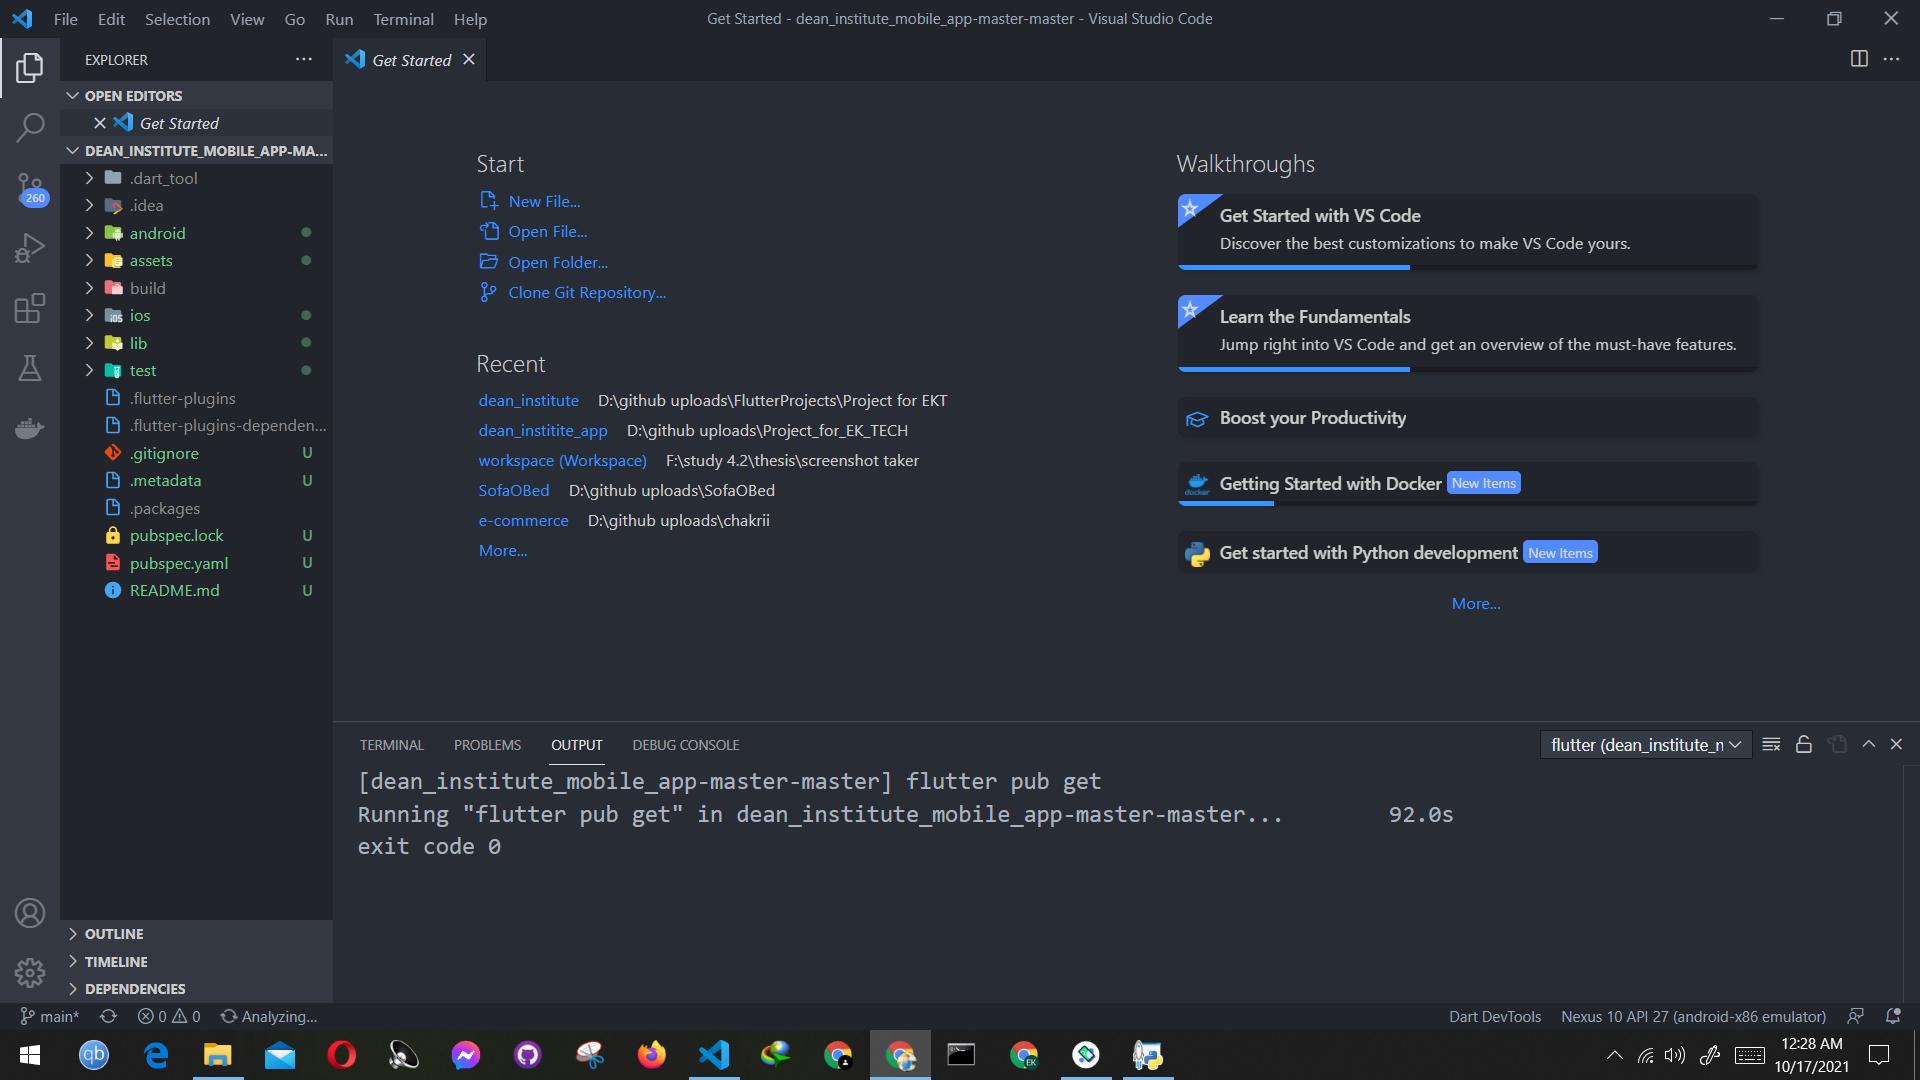 File Edit Selection View Go Run Terminal Help
Get Started - dean_institute_mobile_app-master-master - Visual Studio Code
EXPLORER
Get Started
OPEN EDITORS
Get Started
DEAN_INSTITUTE_MOBILE_APP-MA...
.dart_tool
.idea
android
assets
build
ios
lib
test
.flutter-plugins
.flutter-plugins-dependen...
.gitignore U
.metadata U
.packages
pubspec.lock U
pubspec.yaml U
README.md U
260
OUTLINE
TIMELINE
DEPENDENCIES
Start
New File...
Open File...
Open Folder...
Clone Git Repository...
Recent
dean_institute D:\github uploads\FlutterProjects\Project for EKT
dean_institite_app D:\github uploads\Project_for_EK_TECH
workspace (Workspace) F:\study 4.2\thesis\screenshot taker
SofaOBed D:\github uploads\SofaOBed
e-commerce D:\github uploads\chakrii
More...
Walkthroughs
Get Started with VS Code
Discover the best customizations to make VS Code yours.
Learn the Fundamentals
Jump right into VS Code and get an overview of the must-have features.
Boost your Productivity
Getting Started with Docker New Items
Get started with Python development New Items
More...
TERMINAL PROBLEMS OUTPUT DEBUG CONSOLE
flutter (dean_institute_n
[dean_institute_mobile_app-master-master] flutter pub get
Running "flutter pub get" in dean_institute_mobile_app-master-master... 92.0s
exit code 0
main* 0 0 Analyzing...
Dart DevTools Nexus 10 API 27 (android-x86 emulator)
qb
EK
12:28 AM
10/17/2021